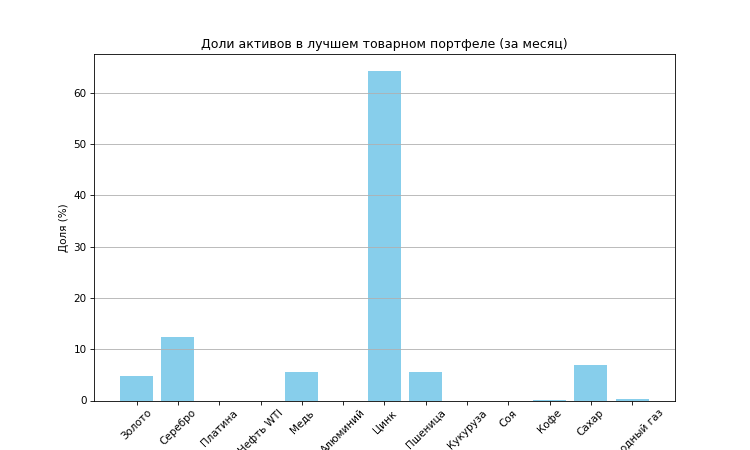 Доли активов в лучшем товарном портфеле (за месяц)
Доля (%)
60
50
40
30
20
10
0
Золото
Серебро
Платина
Нефть WTI
Медь
Алюминий
Цинк
Пшеница
Кукуруза
Соя
Кофе
Сахар
одный газ